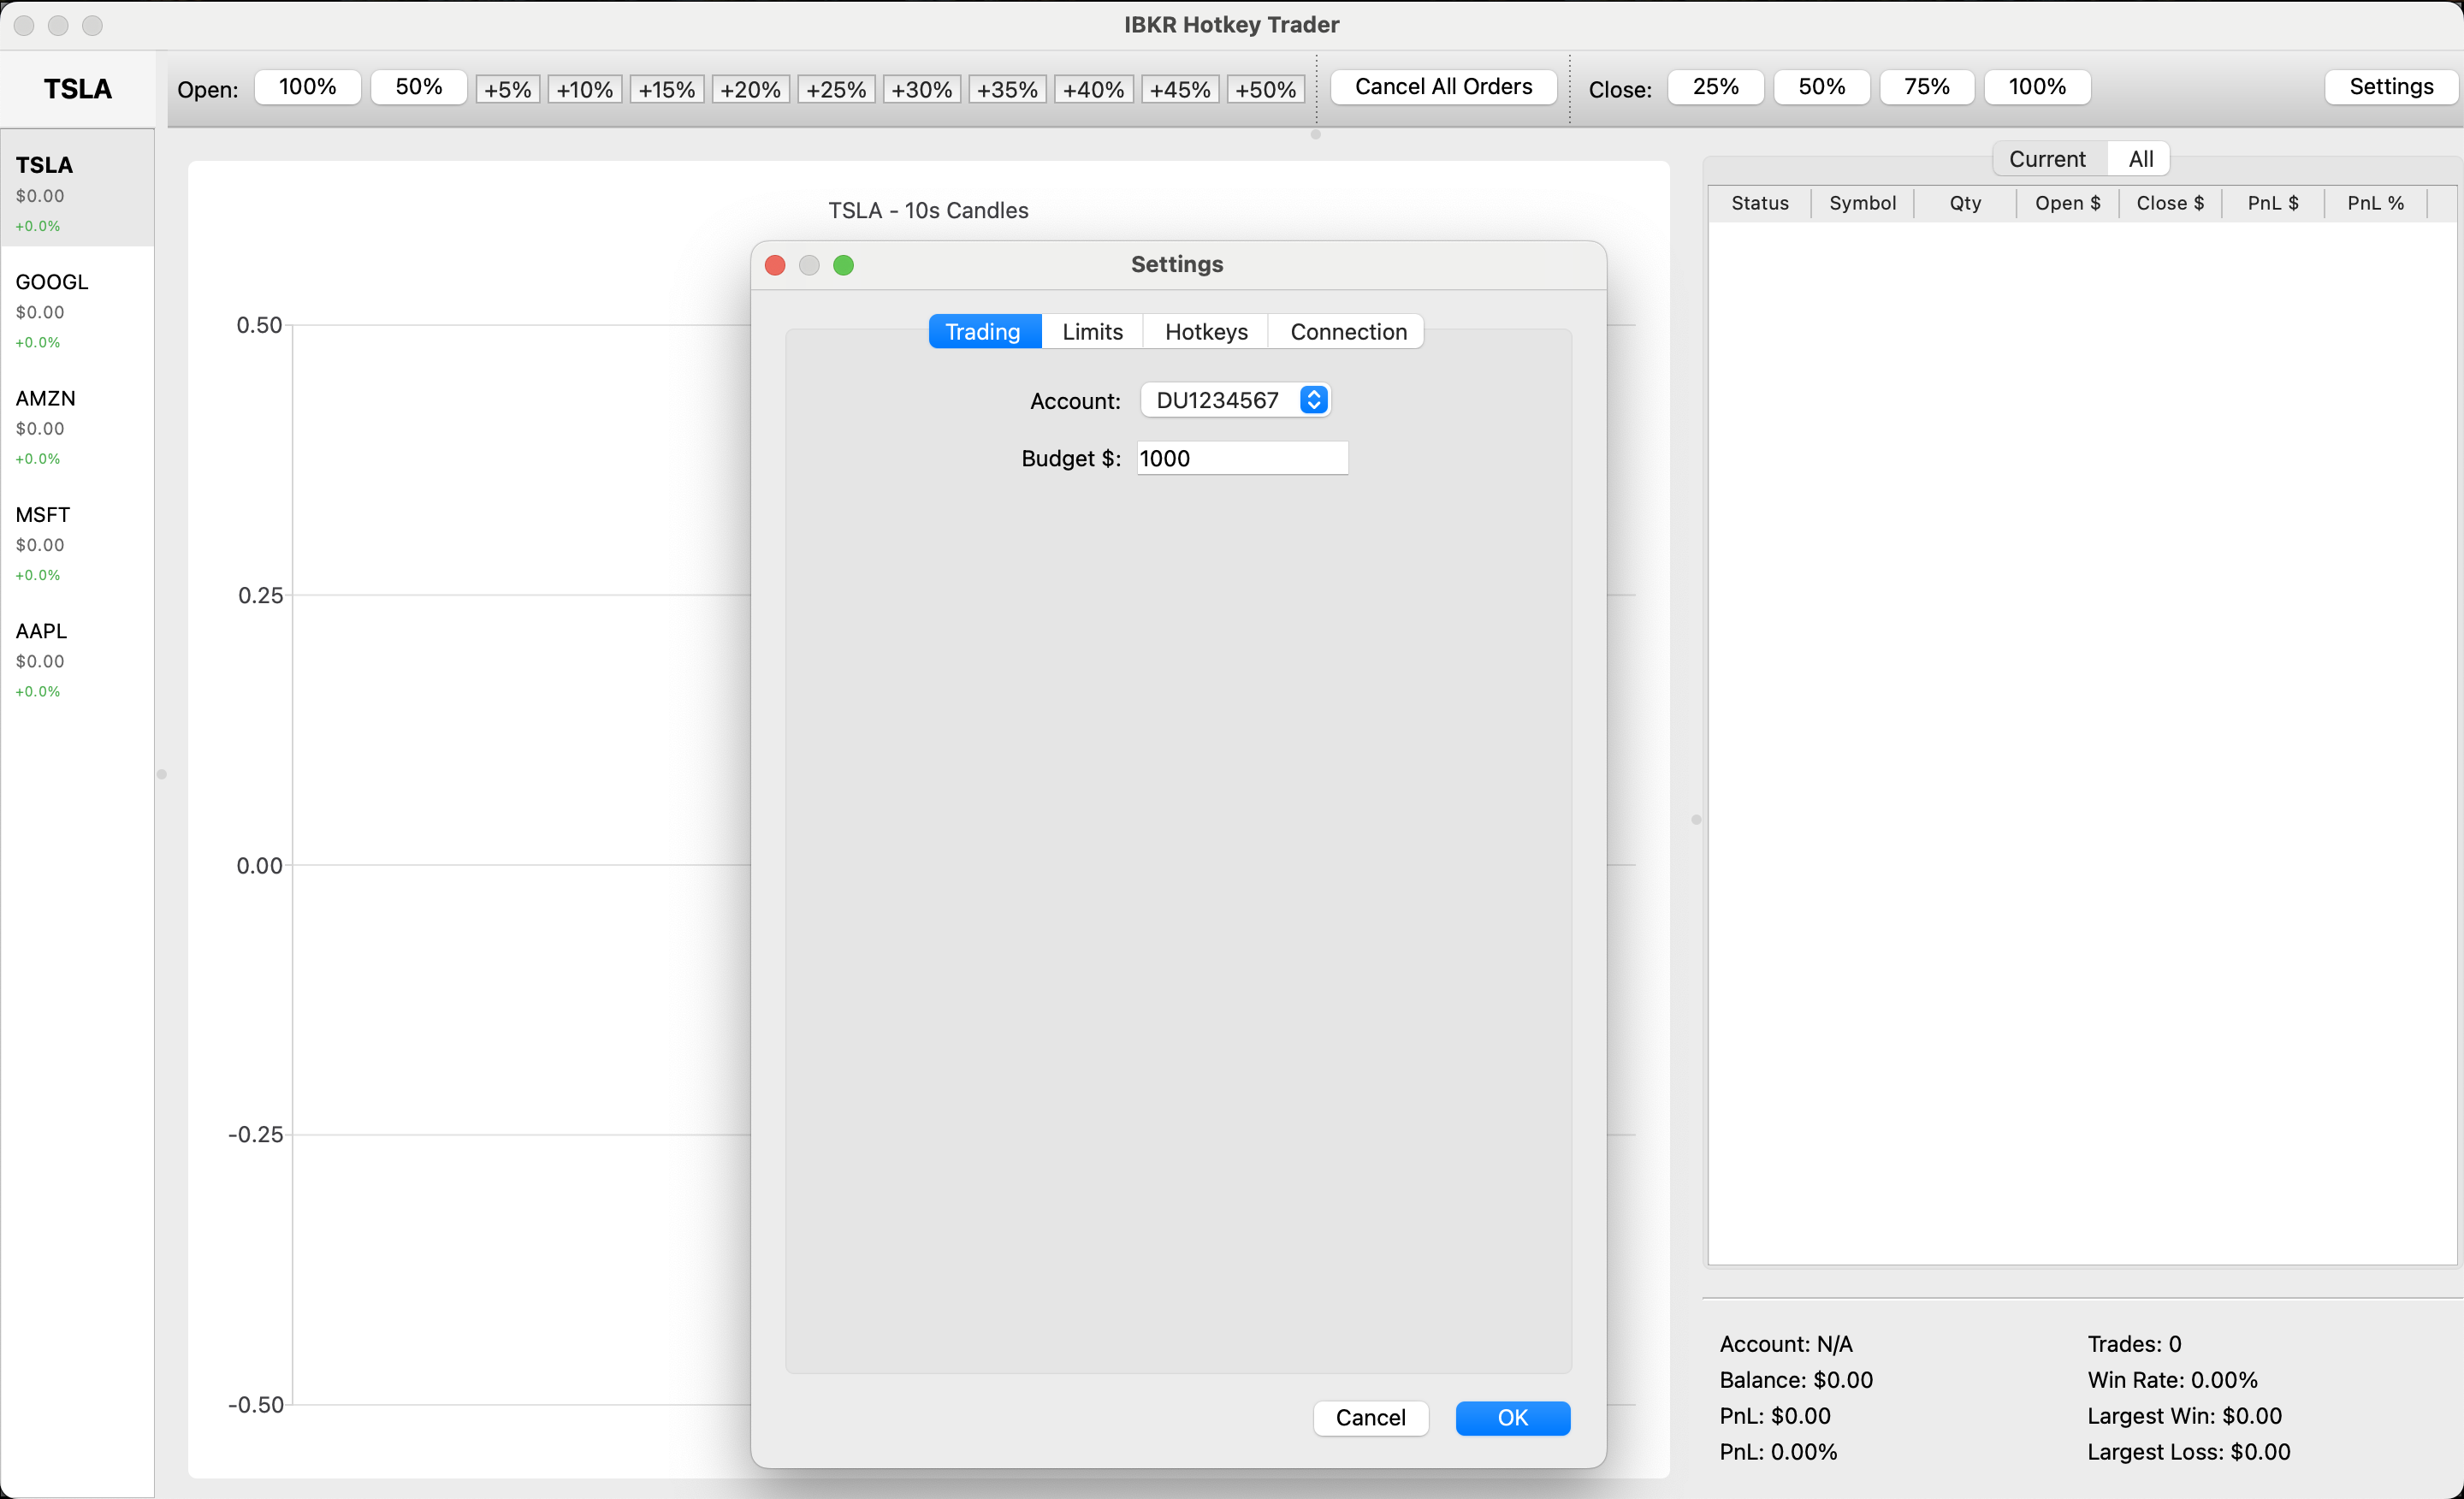 IBKR Hotkey Trader
TSLA
Open: 100% 50% +5% +10% +15% +20% +25% +30% +35% +40% +45% +50% Cancel All Orders Close: 25% 50% 75% 100% Settings
TSLA
$0.00
+0.0%
GOOGL
$0.00
+0.0%
AMZN
$0.00
+0.0%
MSFT
$0.00
+0.0%
AAPL
$0.00
+0.0%
TSLA - 10s Candles
0.50
0.25
0.00
-0.25
-0.50
Settings
Trading Limits Hotkeys Connection
Account: DU1234567
Budget $: 1000
Cancel OK
Current All
Status Symbol Qty Open $ Close $ PnL $ PnL %
Account: N/A
Balance: $0.00
PnL: $0.00
PnL: 0.00%
Trades: 0
Win Rate: 0.00%
Largest Win: $0.00
Largest Loss: $0.00